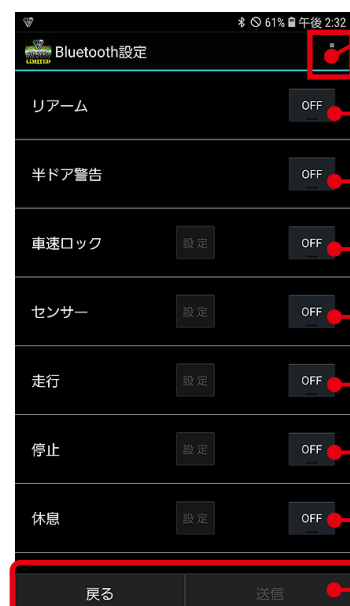 61% 午後 2:32
Bluetooth設定
LIMITED
リアーム OFF
半ドア警告 OFF
車速ロック 設定 OFF
センサー 設定 OFF
走行 設定 OFF
停止 設定 OFF
休息 設定 OFF
戻る 送信